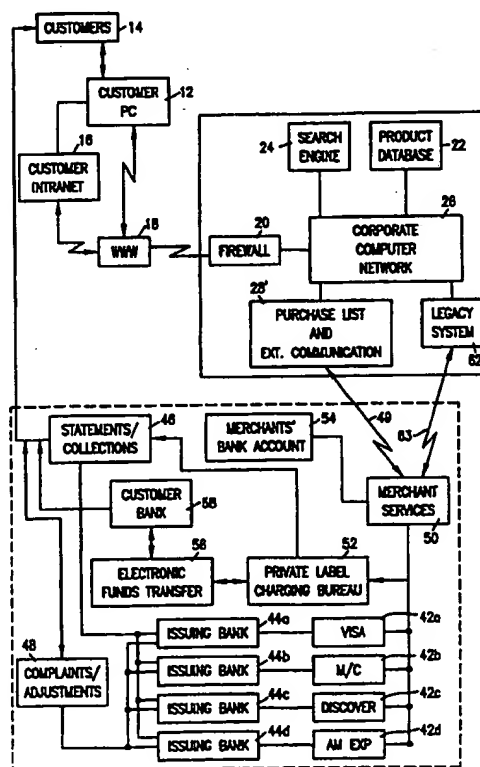 CUSTOMERS
14
CUSTOMER
PC
12
16
CUSTOMER
INTRANET
18
WWW
24
SEARCH
ENGINE
PRODUCT
DATABASE
22
26
CORPORATE
COMPUTER
NETWORK
20
FIREWALL
28'
PURCHASE LIST
AND
EXT. COMMUNICATION
LEGACY
SYSTEM
62
49
63
46
STATEMENTS/
COLLECTIONS
54
MERCHANTS'
BANK ACCOUNT
MERCHANT
SERVICES
50
CUSTOMER
BANK
58
56
ELECTRONIC
FUNDS TRANSFER
52
PRIVATE LABEL
CHARGING BUREAU
48
COMPLAINTS/
ADJUSTMENTS
44a
ISSUING BANK
42a
VISA
44b
ISSUING BANK
42b
M/C
44c
ISSUING BANK
42c
DISCOVER
44d
ISSUING BANK
42d
AM EXP